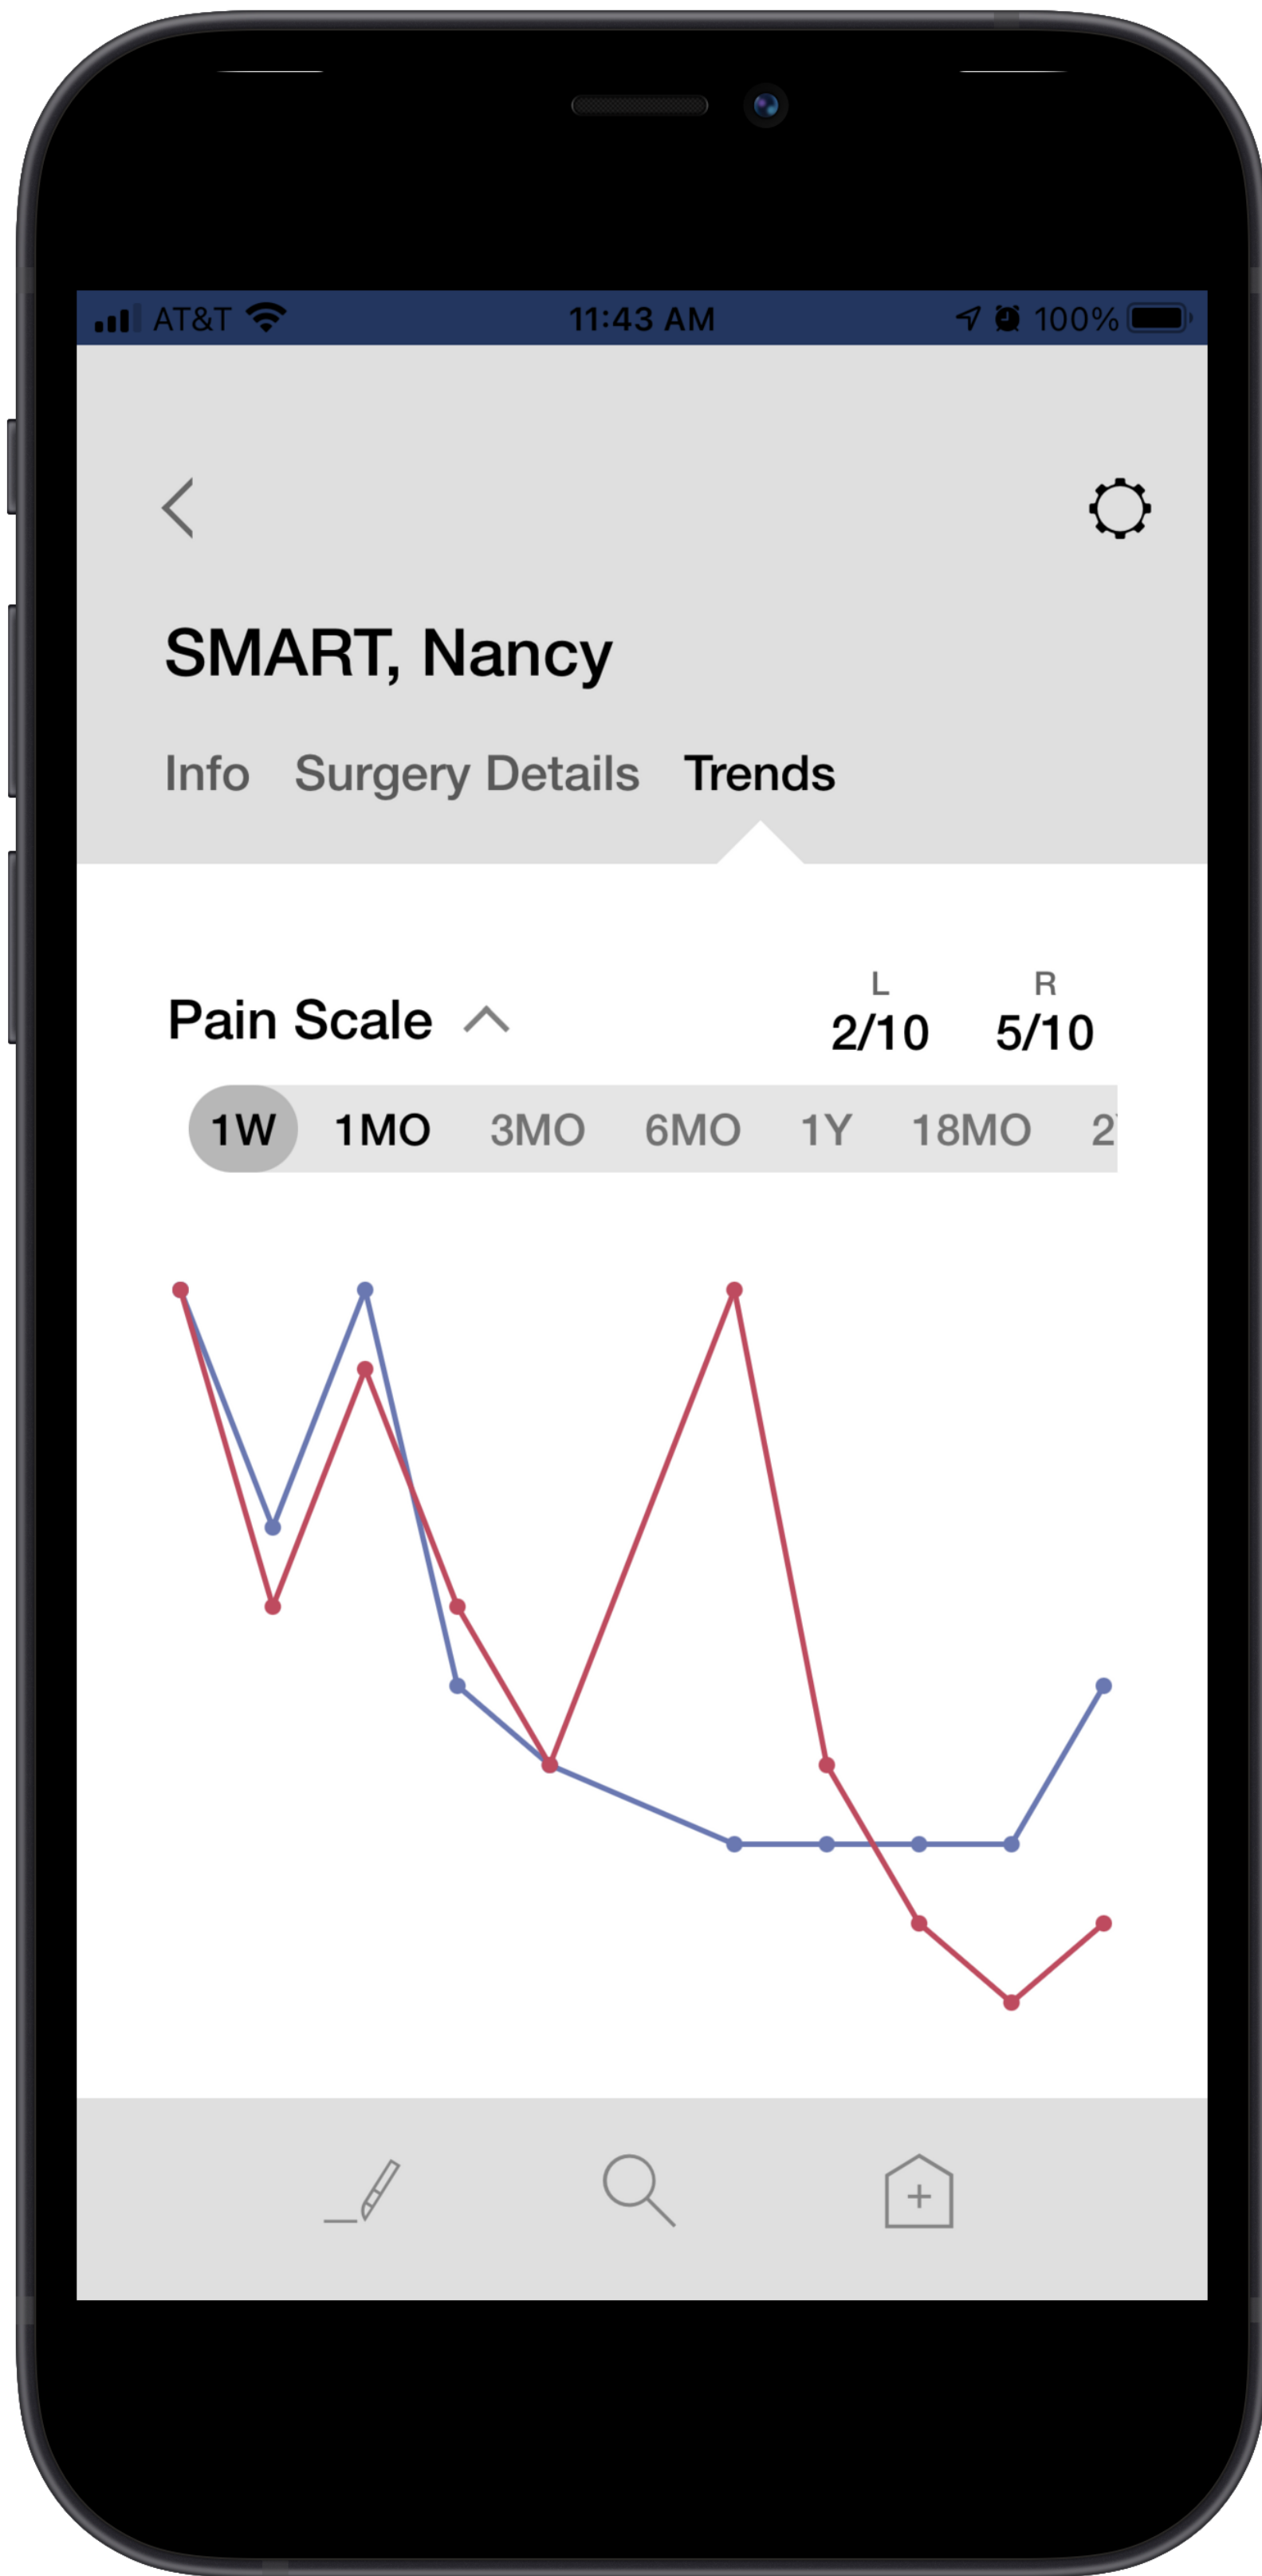 AT&T 11:43 AM 100%
SMART, Nancy
Info Surgery Details Trends
L R
Pain Scale 2/10 5/10
1W 1MO 3MO 6MO 1Y 18MO 2